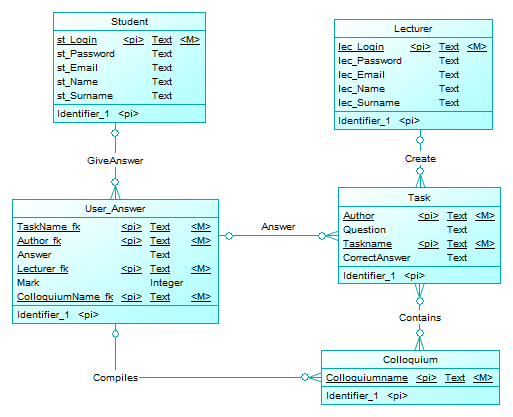 Student
st_Login <pi> Text <M>
st_Password Text
st_Email Text
st_Name Text
st_Surname Text
Identifier_1 <pi>
Lecturer
lec_Login <pi> Text <M>
lec_Password Text
lec_Email Text
lec_Name Text
lec_Surname Text
Identifier_1 <pi>
GiveAnswer
Create
User_Answer
TaskName_fk <pi> Text <M>
Author_fk <pi> Text <M>
Answer Text
Lecturer_fk <pi> Text <M>
Mark Integer
ColloquiumName_fk <pi> Text <M>
Identifier_1 <pi>
Answer
Task
Author <pi> Text <M>
Question Text
Taskname <pi> Text <M>
CorrectAnswer Text
Identifier_1 <pi>
Contains
Colloquium
Colloquiumname <pi> Text <M>
Compiles